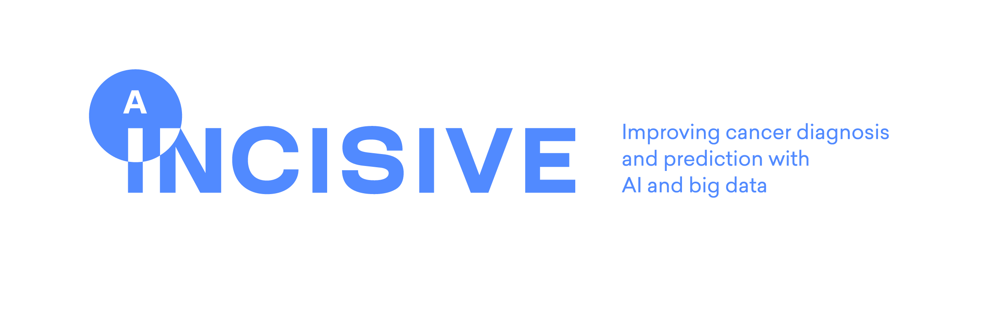 A
INCISIVE
Improving cancer diagnosis
and prediction with
AI and big data